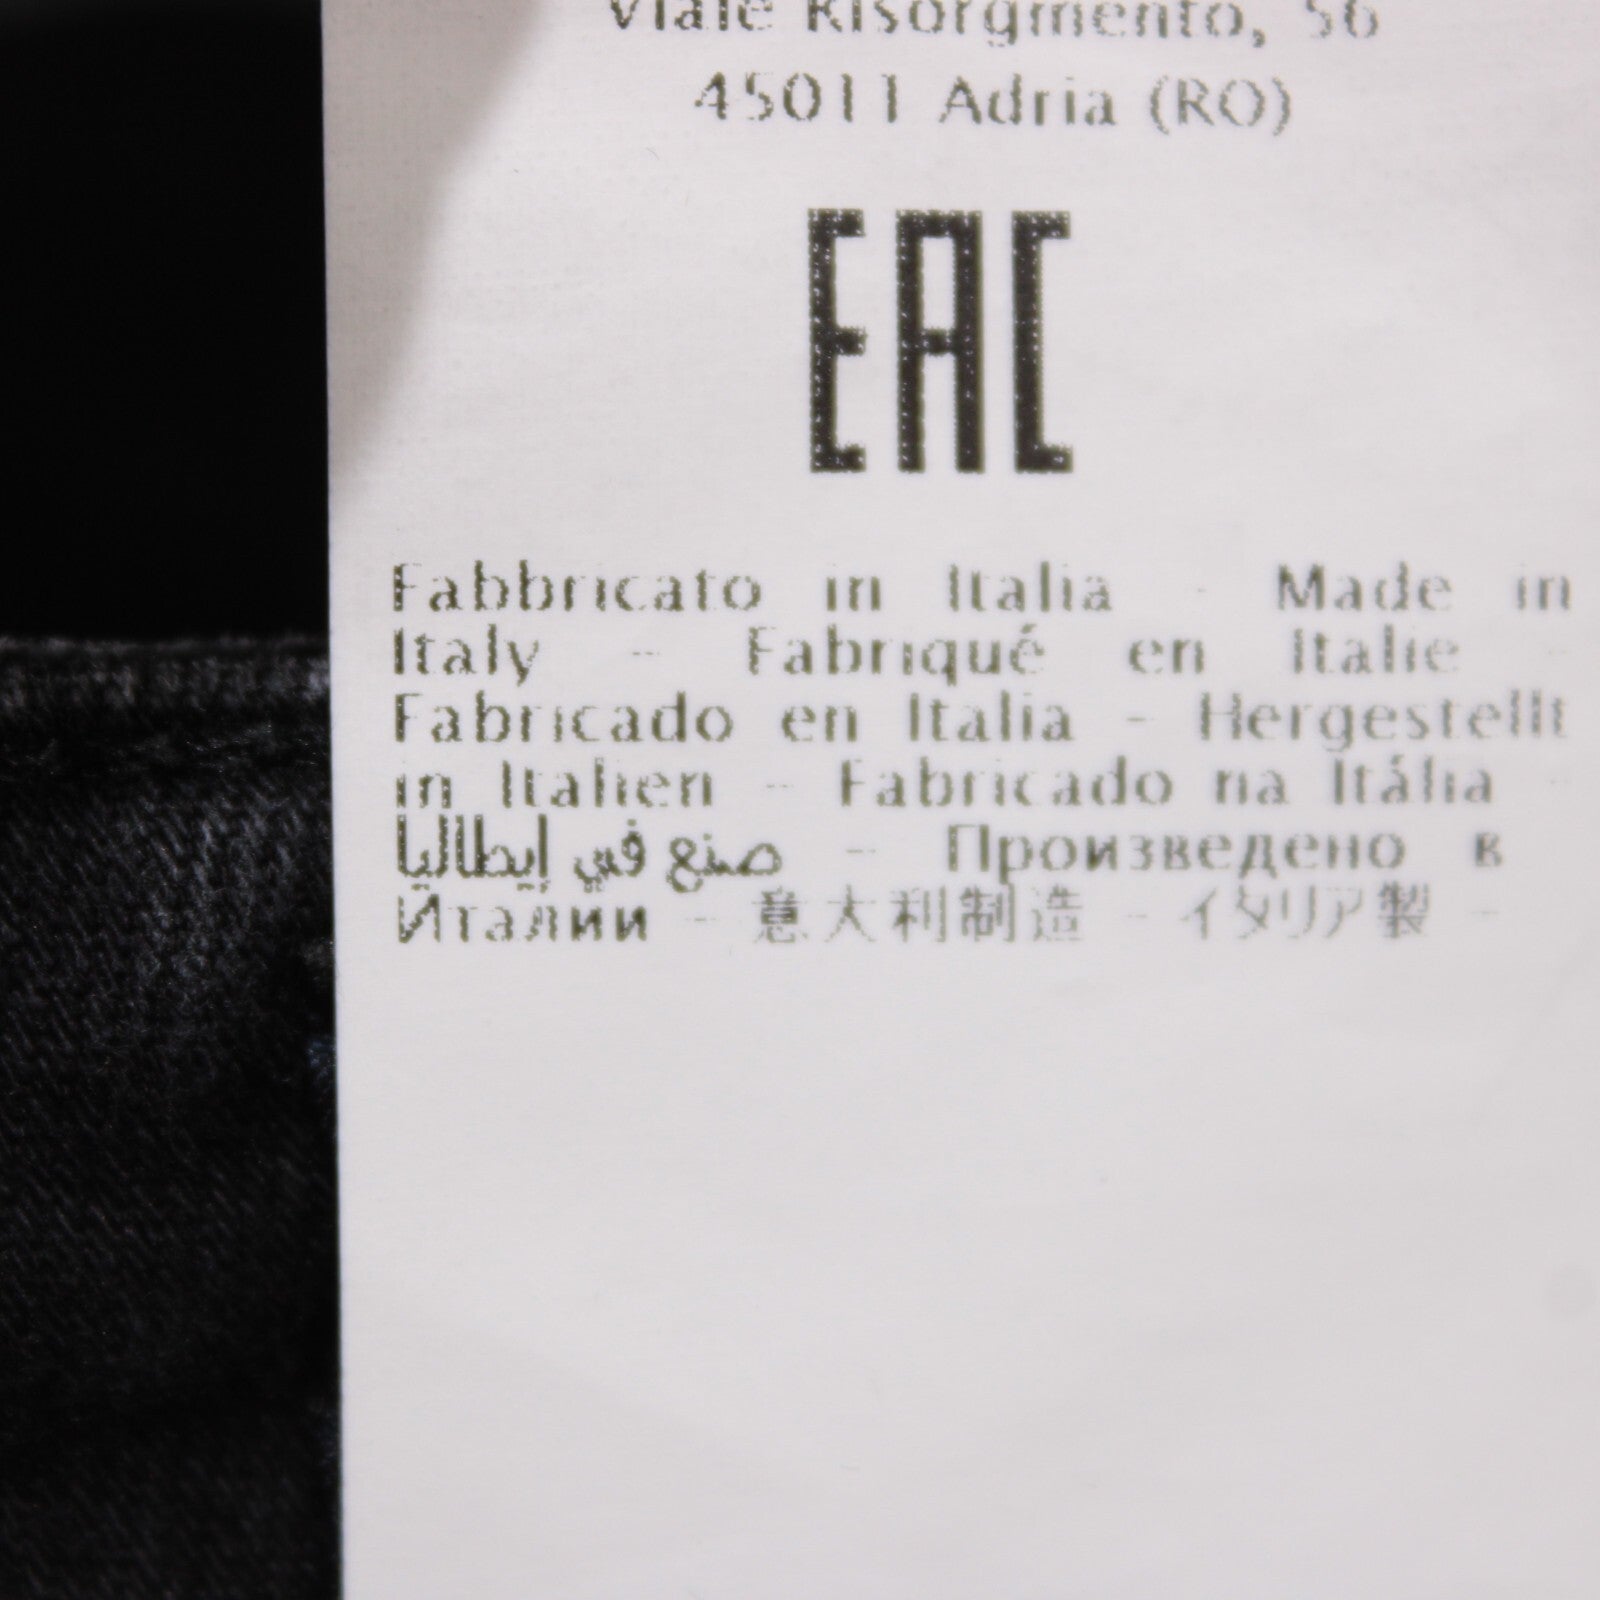 Viale Risorgmento, 56
45011 Adria (RO)
EAC
Fabbricato in Italia - Made in
Italy - Fabriqué en Italie -
Fabricado en Italia - Hergestellt
in Italien - Fabricado na Itália -
صنع في إيطاليا - Произведено в
Италии - 意大利制造 - イタリア製 -